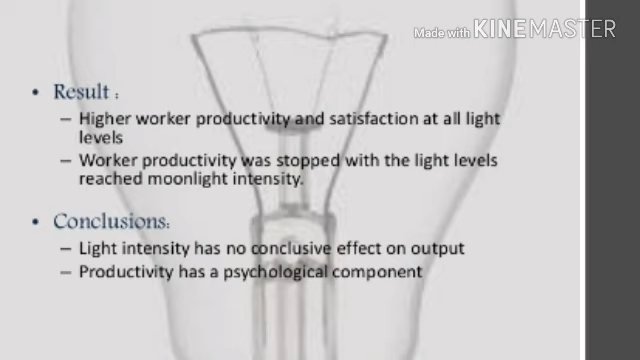 Made with KINEMASTER
• Result :
– Higher worker productivity and satisfaction at all light
levels
– Worker productivity was stopped with the light levels
reached moonlight intensity.
• Conclusions:
– Light intensity has no conclusive effect on output
– Productivity has a psychological component